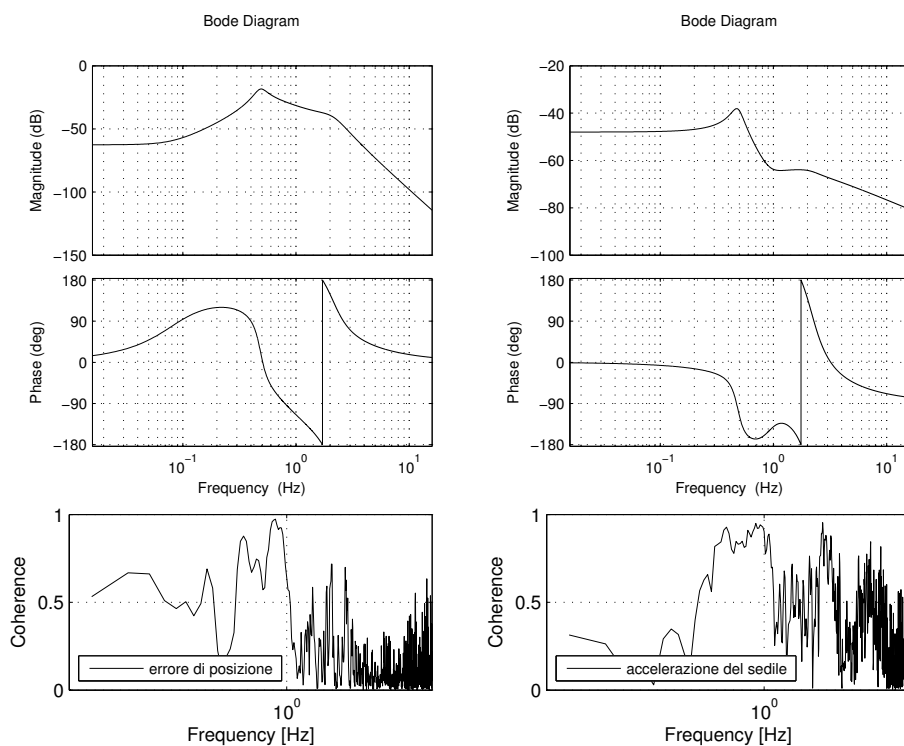 Bode Diagram
0
−50
−100
−150
Magnitude (dB)
180
90
0
−90
−180
Phase (deg)
10^−1
10^0
10^1
Frequency (Hz)
1
0.5
0
Coherence
errore di posizione
10^0
Frequency [Hz]
Bode Diagram
−20
−40
−60
−80
−100
Magnitude (dB)
180
90
0
−90
−180
Phase (deg)
10^−1
10^0
10^1
Frequency (Hz)
1
0.5
0
Coherence
accelerazione del sedile
10^0
Frequency [Hz]